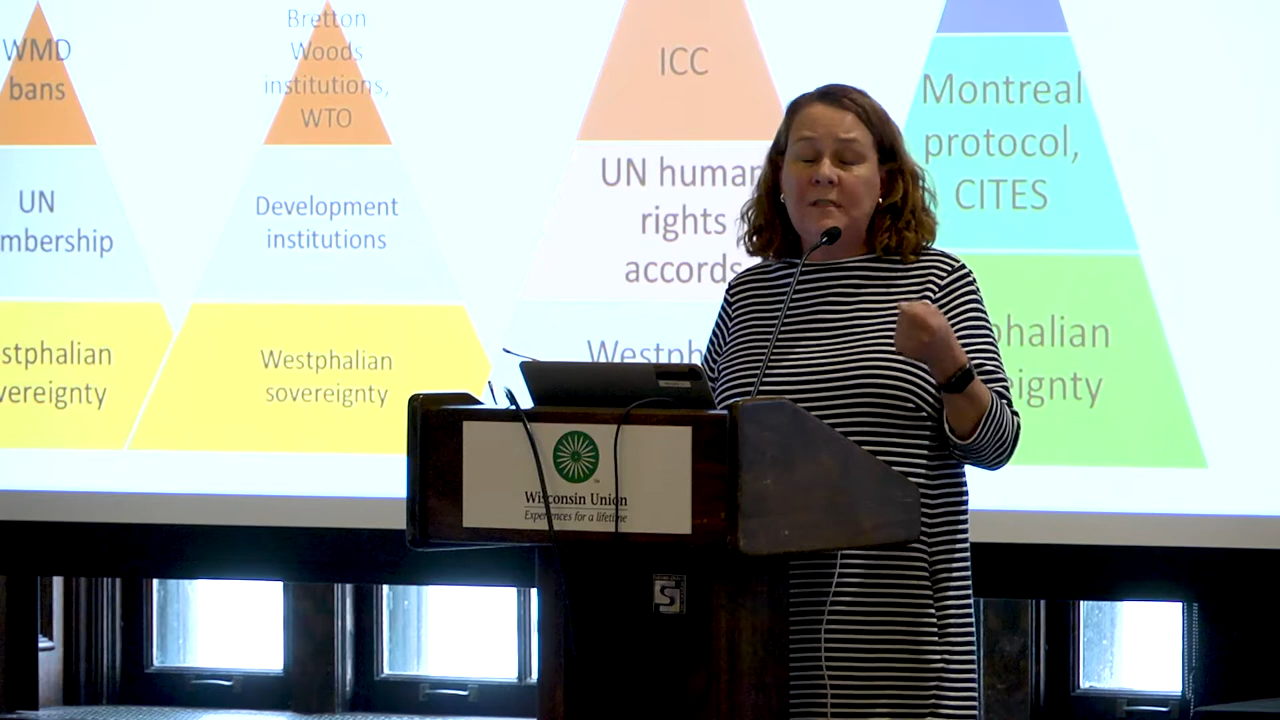 WMD
bans
UN
mbership
stphalian
vereignty
Bretton
Woods
institutions,
WTO
Development
institutions
Westphalian
sovereignty
ICC
UN human
rights
accords
Westph
Montreal
protocol,
CITES
phalian
eignty
Wisconsin Union
Experiences for a lifetime